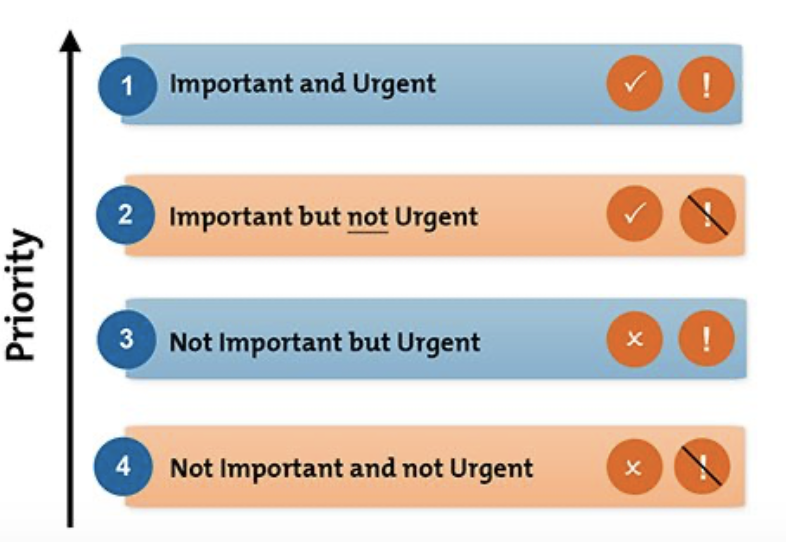 Priority
1 Important and Urgent ✓ !
2 Important but not Urgent ✓ !
3 Not Important but Urgent × !
4 Not Important and not Urgent × !